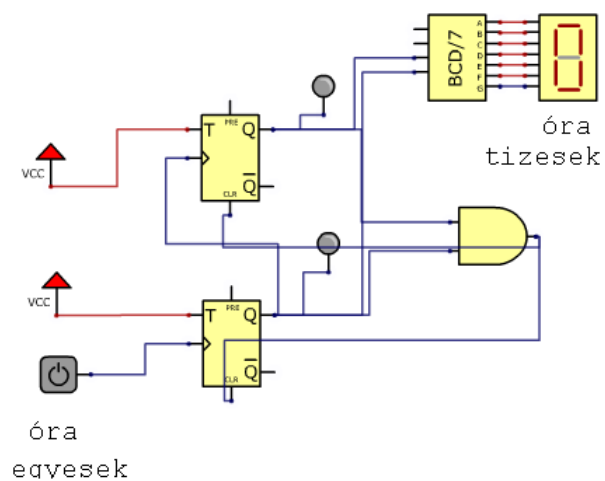 BCD/7
A
B
C
D
E
F
G
óra
tizesek
PRE
T Q
Q
CLR
VCC
PRE
T Q
Q
CLR
VCC
óra
egyesek